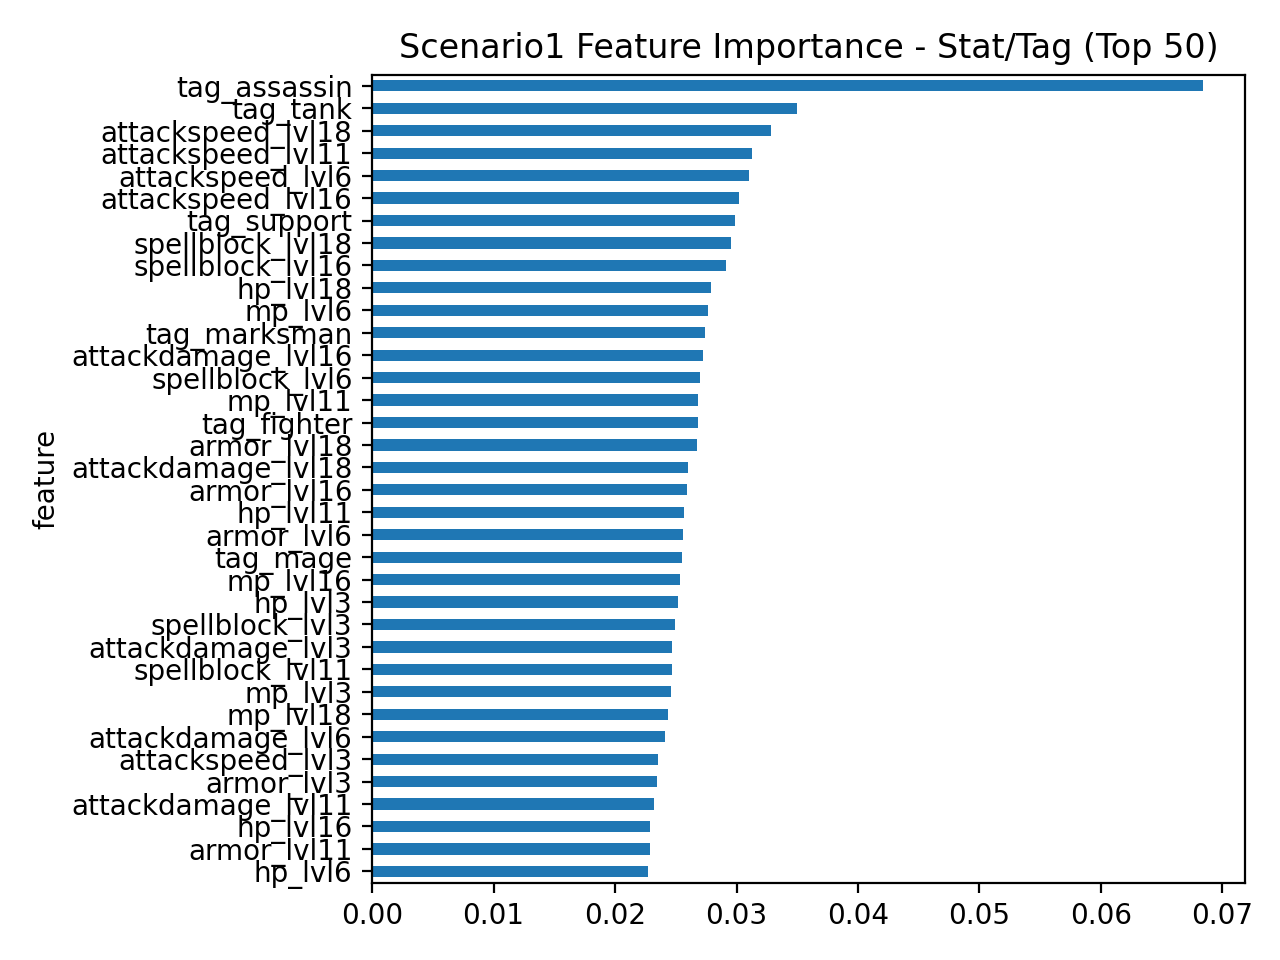 Scenario1 Feature Importance - Stat/Tag (Top 50)
tag_assassin
tag_tank
attackspeed_lvl18
attackspeed_lvl11
attackspeed_lvl6
attackspeed_lvl16
tag_support
spellblock_lvl18
spellblock_lvl16
hp_lvl18
mp_lvl6
tag_marksman
attackdamage_lvl16
spellblock_lvl6
mp_lvl11
tag_fighter
armor_lvl18
attackdamage_lvl18
armor_lvl16
hp_lvl11
armor_lvl6
tag_mage
mp_lvl16
hp_lvl3
spellblock_lvl3
attackdamage_lvl3
spellblock_lvl11
mp_lvl3
mp_lvl18
attackdamage_lvl6
attackspeed_lvl3
armor_lvl3
attackdamage_lvl11
hp_lvl16
armor_lvl11
hp_lvl6
feature
0.00 0.01 0.02 0.03 0.04 0.05 0.06 0.07